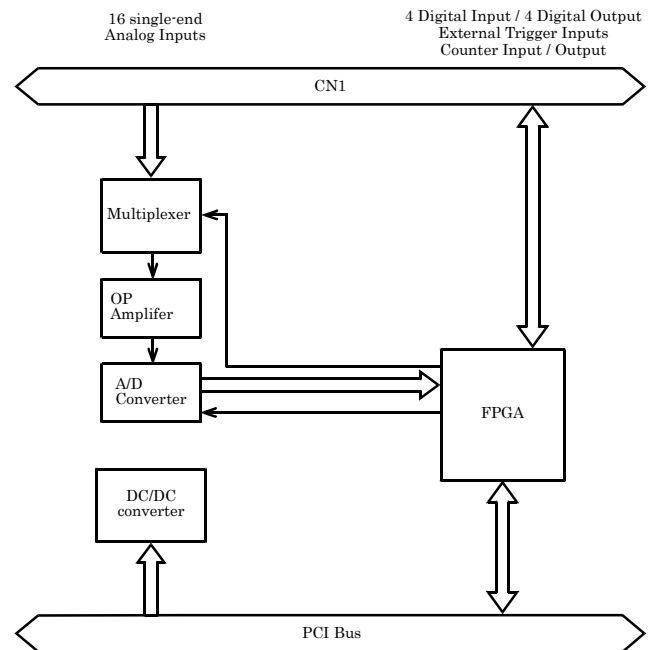 16 single-end
Analog Inputs
4 Digital Input / 4 Digital Output
External Trigger Inputs
Counter Input / Output
CN1
Multiplexer
OP
Amplifer
A/D
Converter
FPGA
DC/DC
converter
PCI Bus